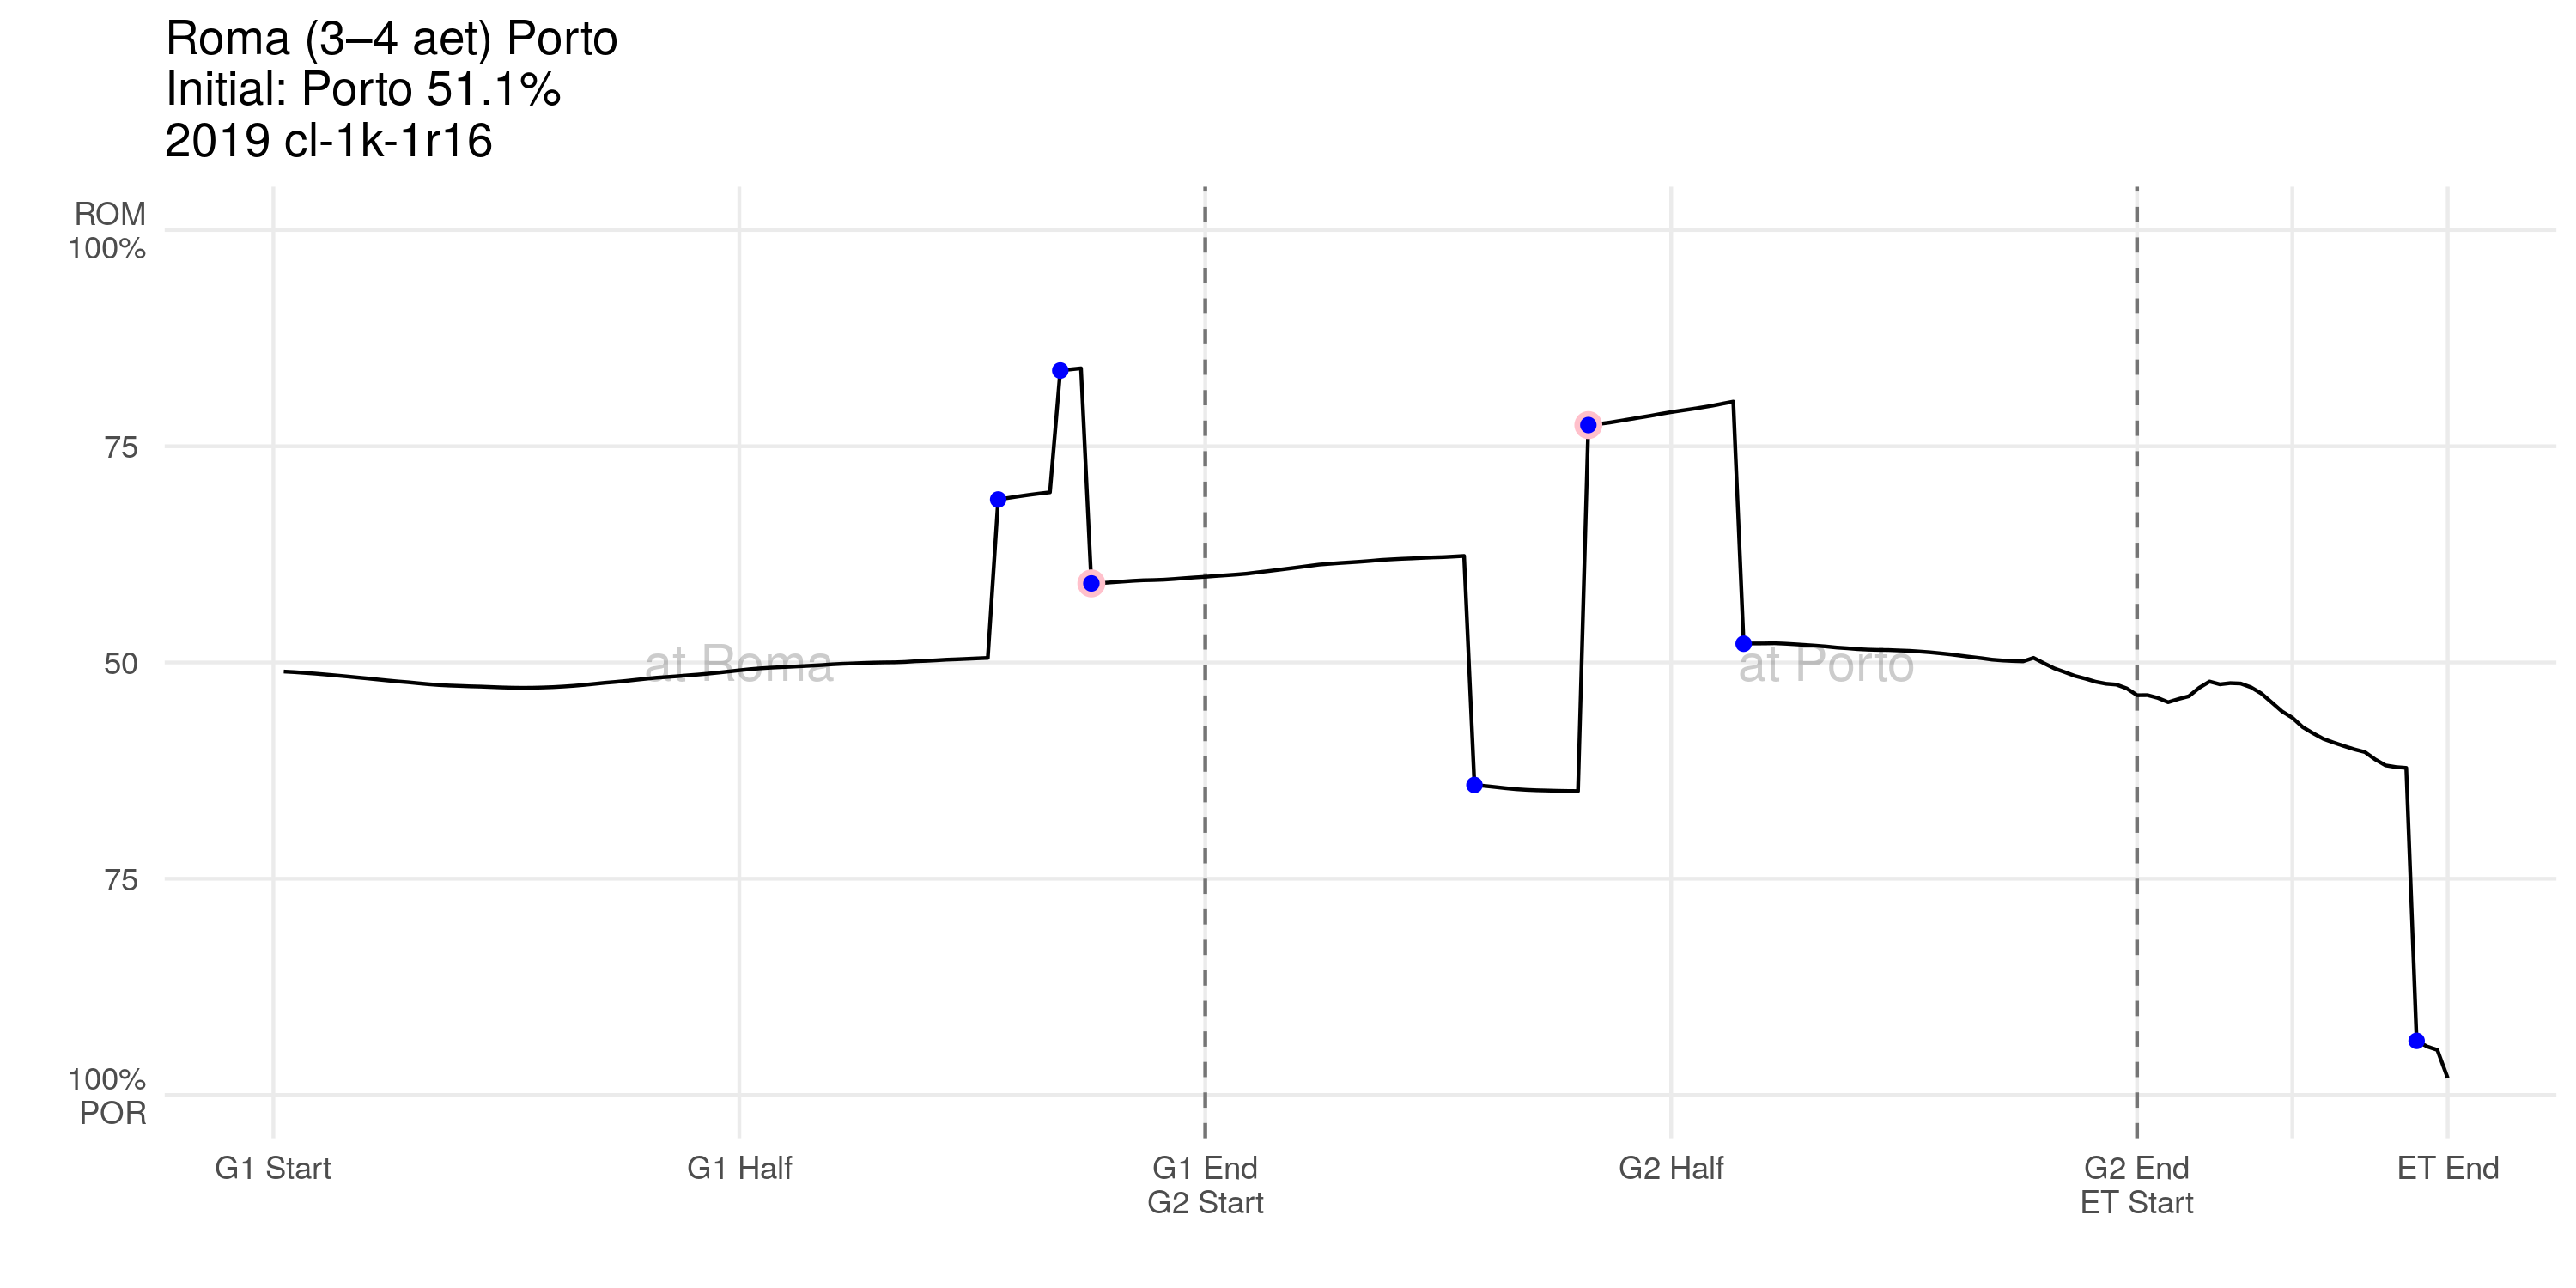 Roma (3–4 aet) Porto
Initial: Porto 51.1%
2019 cl-1k-1r16
ROM
100%
75
50
75
100%
POR
at Roma
at Porto
G1 Start
G1 Half
G1 End
G2 Start
G2 Half
G2 End
ET Start
ET End